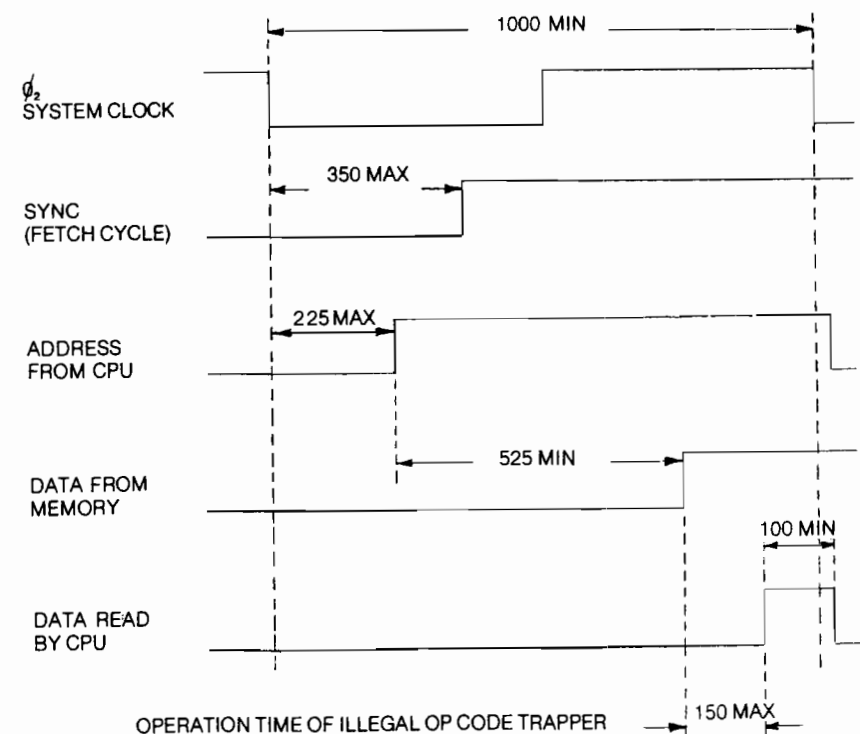 1000 MIN
ϕ₂
SYSTEM CLOCK
350 MAX
SYNC
(FETCH CYCLE)
225 MAX
ADDRESS
FROM CPU
525 MIN
DATA FROM
MEMORY
100 MIN
DATA READ
BY CPU
OPERATION TIME OF ILLEGAL OP CODE TRAPPER
150 MAX